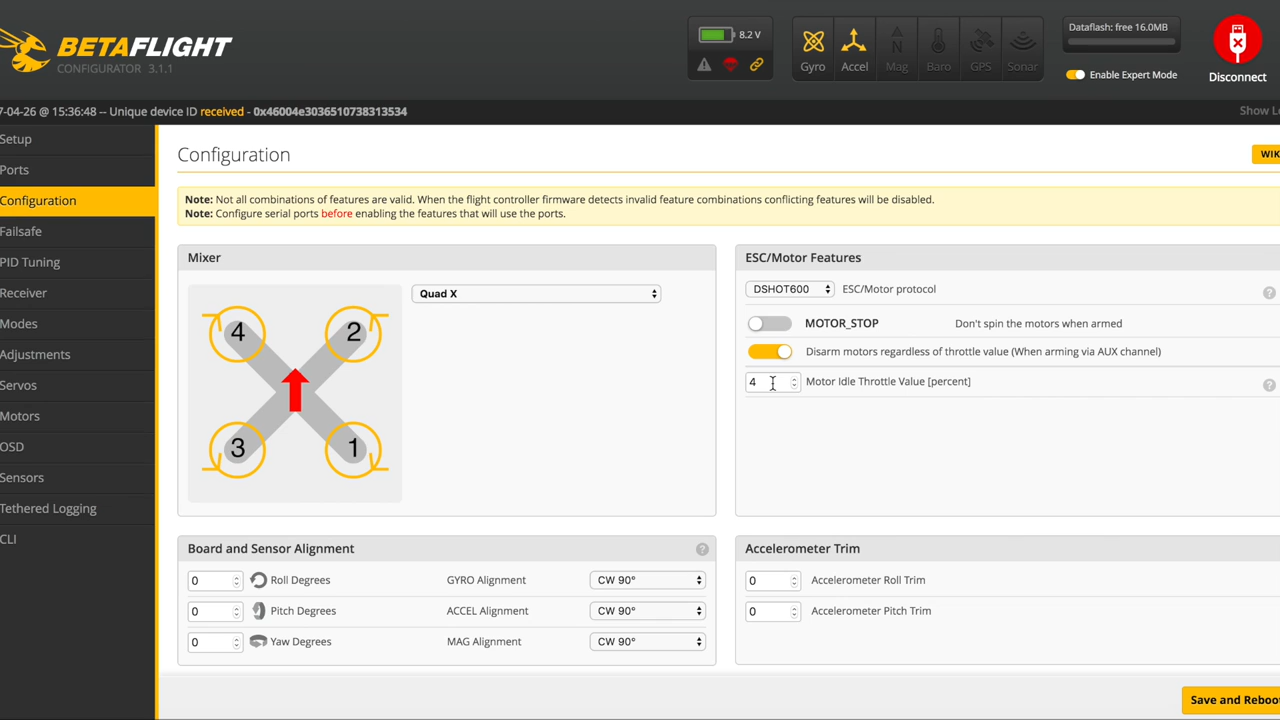 BETAFLIGHT
CONFIGURATOR 3.1.1
8.2 V
Gyro
Accel
Mag
Baro
GPS
Sonar
Dataflash: free 16.0MB
Enable Expert Mode
Disconnect
7-04-26 @ 15:36:48 -- Unique device ID received - 0x46004e3036510738313534
Show Lo
Setup
Ports
Configuration
Failsafe
PID Tuning
Receiver
Modes
Adjustments
Servos
Motors
OSD
Sensors
Tethered Logging
CLI
Configuration
WIK
Note: Not all combinations of features are valid. When the flight controller firmware detects invalid feature combinations conflicting features will be disabled.
Note: Configure serial ports before enabling the features that will use the ports.
Mixer
Quad X
4
2
3
1
ESC/Motor Features
DSHOT600 ESC/Motor protocol
?
MOTOR_STOP Don't spin the motors when armed
Disarm motors regardless of throttle value (When arming via AUX channel)
4 Motor Idle Throttle Value [percent]
?
Board and Sensor Alignment
?
0 Roll Degrees GYRO Alignment CW 90°
0 Pitch Degrees ACCEL Alignment CW 90°
0 Yaw Degrees MAG Alignment CW 90°
Accelerometer Trim
0 Accelerometer Roll Trim
0 Accelerometer Pitch Trim
Save and Reboo